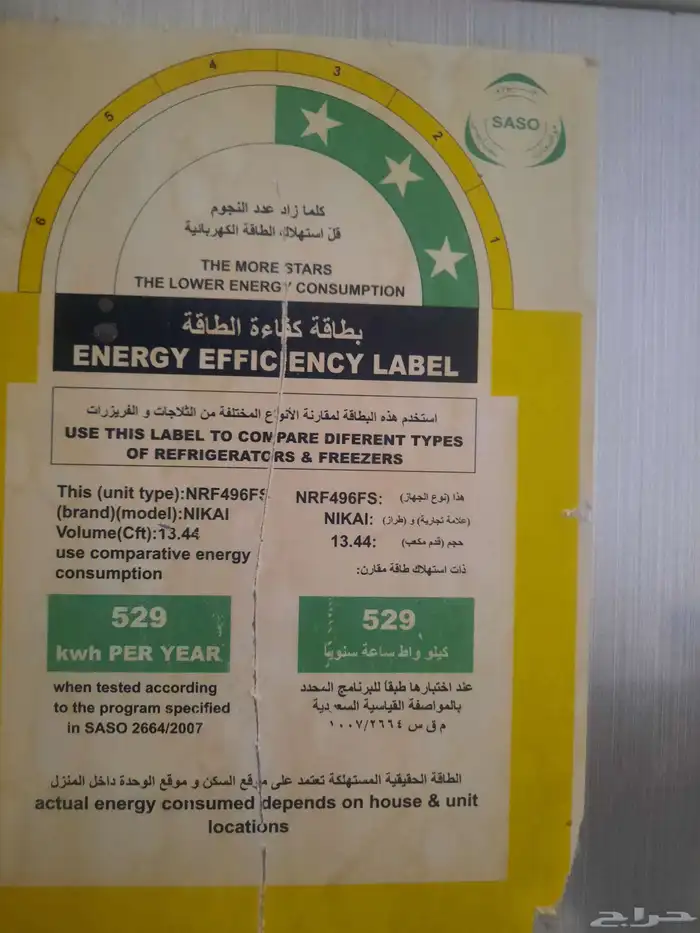 6
5
4
3
2
1
SASO
كلما زاد عدد النجوم
قل استهلاك الطاقة الكهربائية
THE MORE STARS
THE LOWER ENERGY CONSUMPTION
بطاقة كفاءة الطاقة
ENERGY EFFICIENCY LABEL
استخدم هذه البطاقة لمقارنة الأنواع المختلفة من الثلاجات و الفريزرات
USE THIS LABEL TO COMPARE DIFERENT TYPES
OF REFRIGERATORS & FREEZERS
This (unit type):NRF496FS
(brand)(model):NIKAI
Volume(Cft):13.44
use comparative energy
consumption
هذا (نوع الجهاز) :NRF496FS
(علامة تجارية) و (طراز) :NIKAI
حجم (قدم مكعب) :13.44
ذات استهلاك طاقة مقارن:
529
kwh PER YEAR
529
كيلو واط ساعة سنويًا
when tested according
to the program specified
in SASO 2664/2007
عند اختبارها طبقا للبرنامج المحدد
بالمواصفة القياسية السعودية
م ق س ١٠٠٧/٢٦٦٤
الطاقة الحقيقية المستهلكة تعتمد على موقع السكن و موقع الوحدة داخل المنزل
actual energy consumed depends on house & unit
locations
حراج